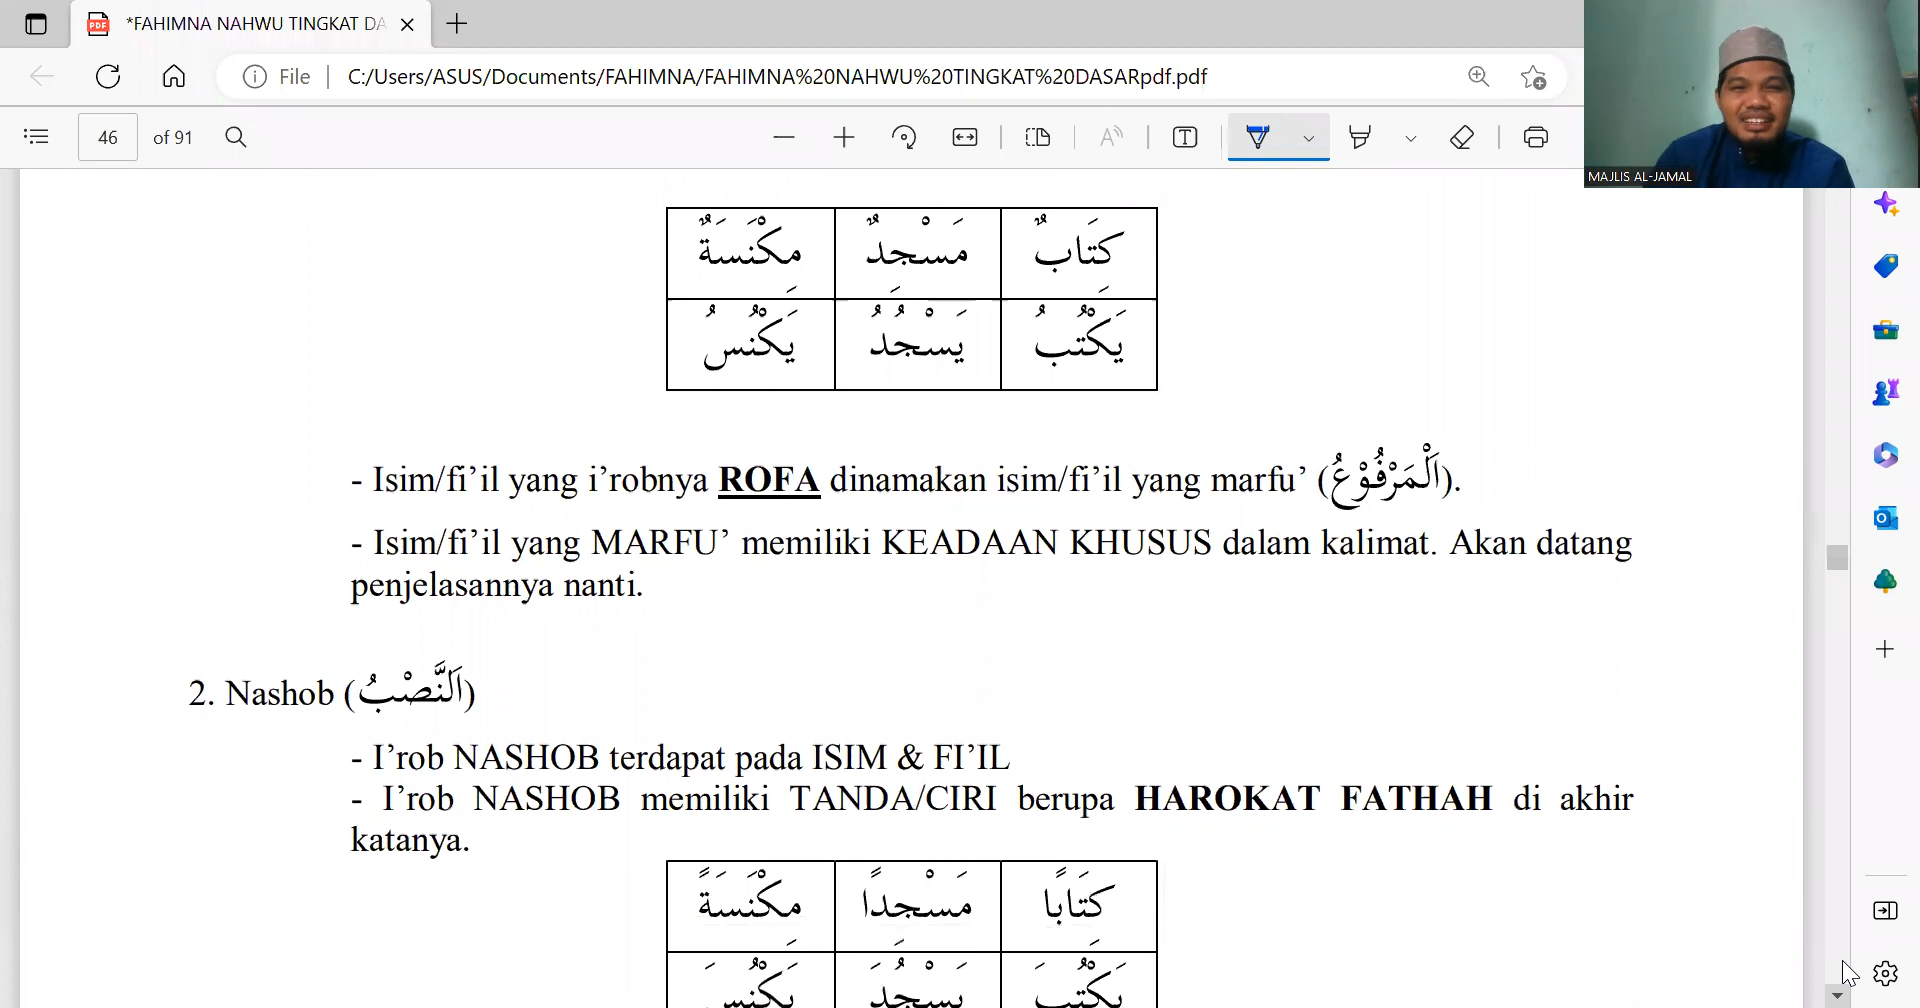 *FAHIMNA NAHWU TINGKAT DA
File | C:/Users/ASUS/Documents/FAHIMNA/FAHIMNA%20NAHWU%20TINGKAT%20DASARpdf.pdf
46 of 91
MAJLIS AL-JAMAL
كِتَابٌ مَسْجِدٌ مِكْنَسَةٌ
يَكْتُبُ يَسْجُدُ يَكْنُسُ
- Isim/fi’il yang i’robnya ROFA dinamakan isim/fi’il yang marfu’ (اَلْمَرْفُوْعُ).
- Isim/fi’il yang MARFU’ memiliki KEADAAN KHUSUS dalam kalimat. Akan datang
penjelasannya nanti.
2. Nashob (اَلنَّصْبُ)
- I’rob NASHOB terdapat pada ISIM & FI’IL
- I’rob NASHOB memiliki TANDA/CIRI berupa HAROKAT FATHAH di akhir
katanya.
كِتَابًا مَسْجِدًا مِكْنَسَةً
يَكْتُبَ يَسْجُدَ يَكْنُسَ